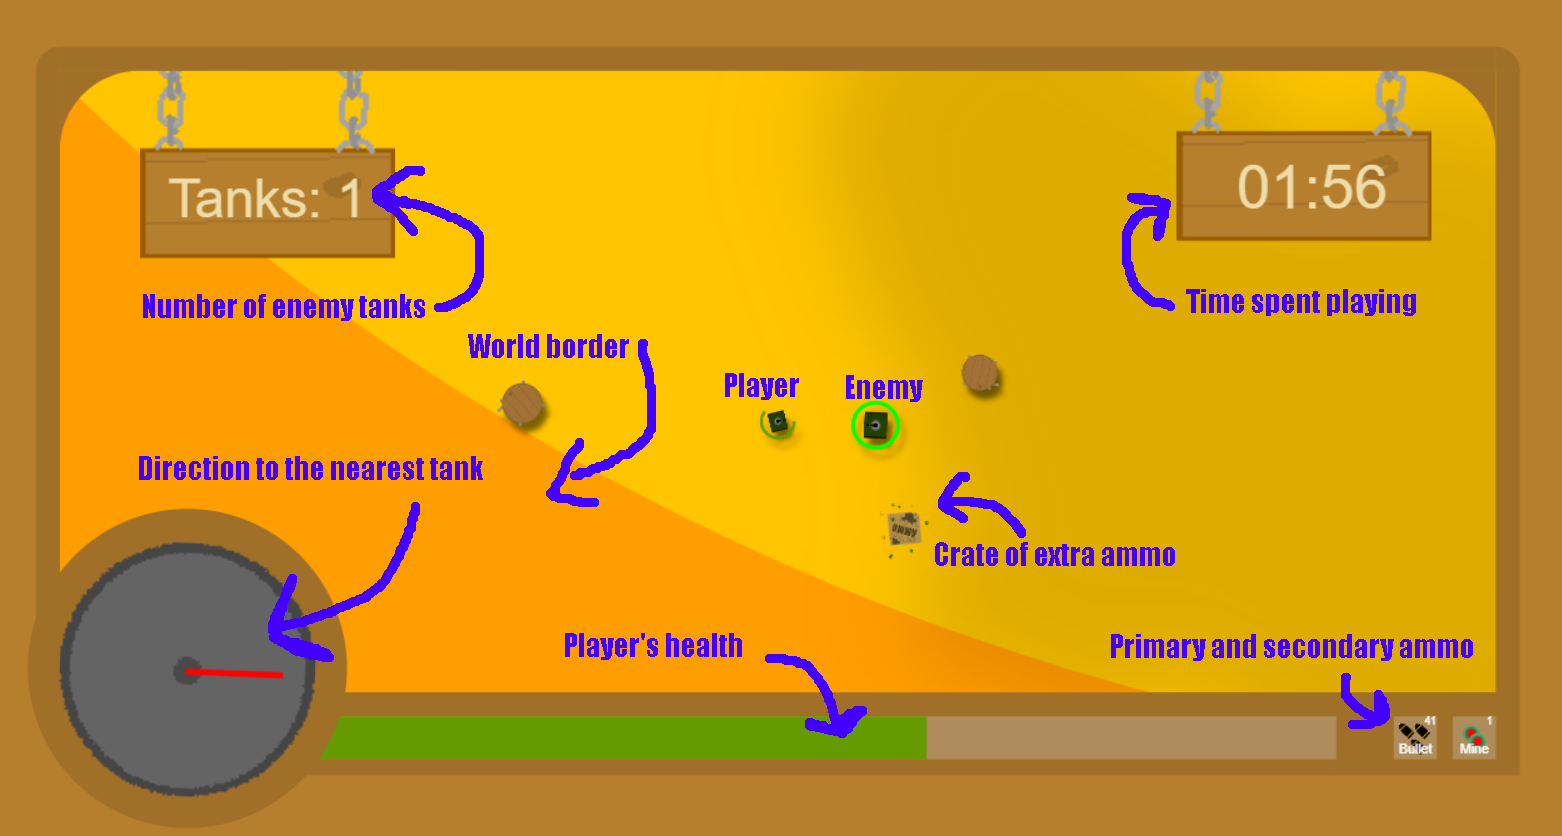 Tanks: 1
01:56
Number of enemy tanks
Time spent playing
World border
Player
Enemy
Direction to the nearest tank
AMMO
Crate of extra ammo
Player's health
Primary and secondary ammo
41
Bullet
1
Mine